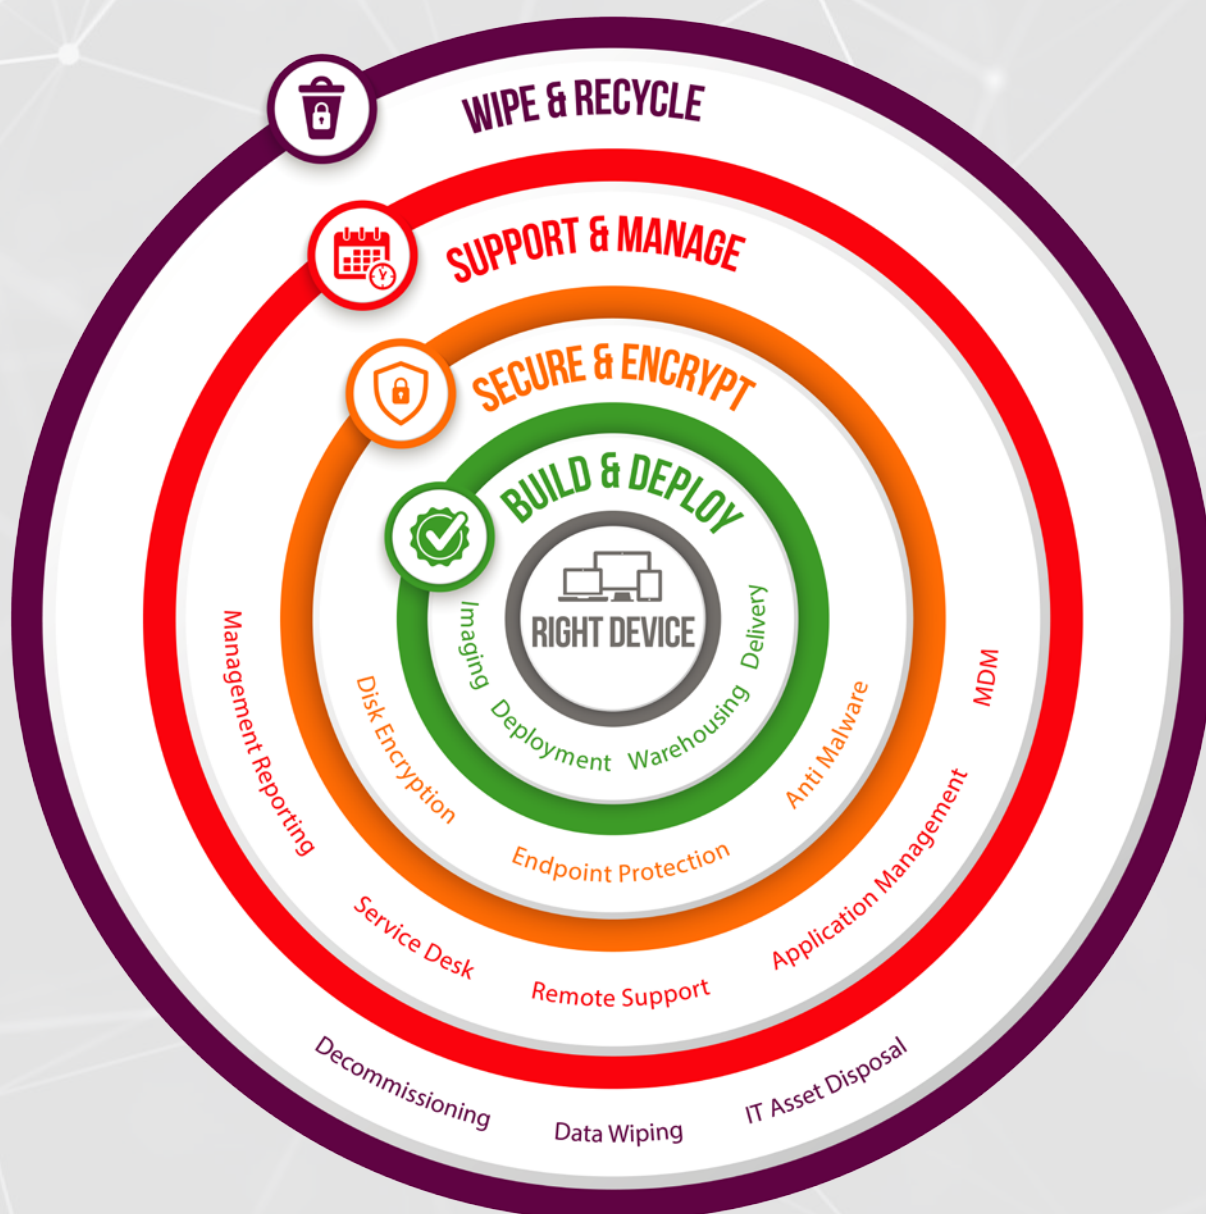 WIPE & RECYCLE
SUPPORT & MANAGE
SECURE & ENCRYPT
BUILD & DEPLOY
RIGHT DEVICE
Imaging
Deployment
Warehousing
Delivery
Disk Encryption
Endpoint Protection
Anti Malware
Management Reporting
Service Desk
Remote Support
Application Management
MDM
Decommissioning
Data Wiping
IT Asset Disposal